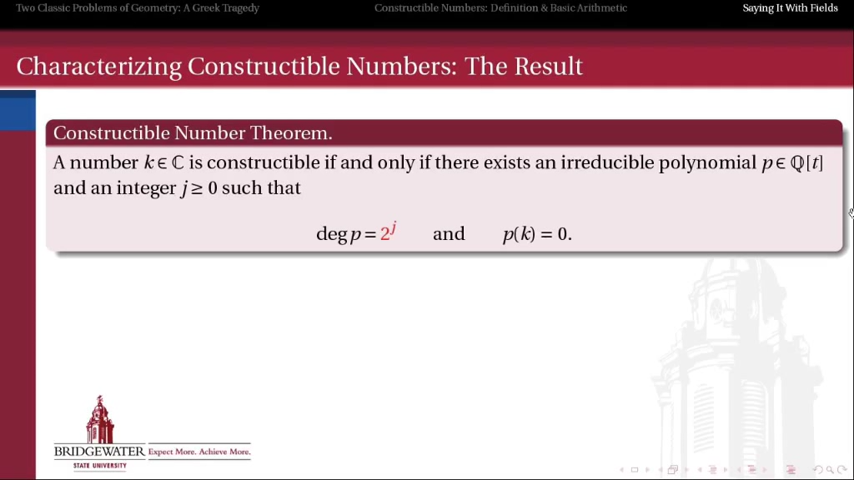 Two Classic Problems of Geometry: A Greek Tragedy Constructible Numbers: Definition & Basic Arithmetic Saying It With Fields
Characterizing Constructible Numbers: The Result
Constructible Number Theorem.
A number k ∈ ℂ is constructible if and only if there exists an irreducible polynomial p ∈ ℚ[t]
and an integer j ≥ 0 such that
deg p = 2^j and p(k) = 0.
BRIDGEWATER Expect More. Achieve More.
STATE UNIVERSITY